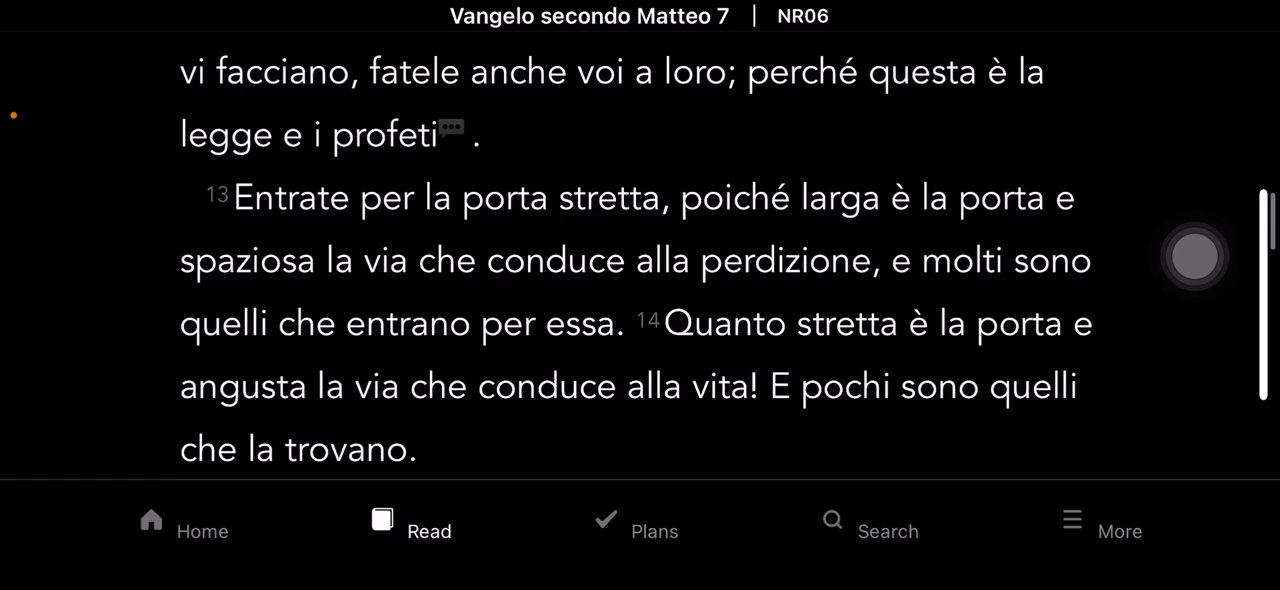 Vangelo secondo Matteo 7 | NR06
vi facciano, fatele anche voi a loro; perché questa è la
legge e i profeti .
13 Entrate per la porta stretta, poiché larga è la porta e
spaziosa la via che conduce alla perdizione, e molti sono
quelli che entrano per essa. 14 Quanto stretta è la porta e
angusta la via che conduce alla vita! E pochi sono quelli
che la trovano.
Home Read Plans Search More